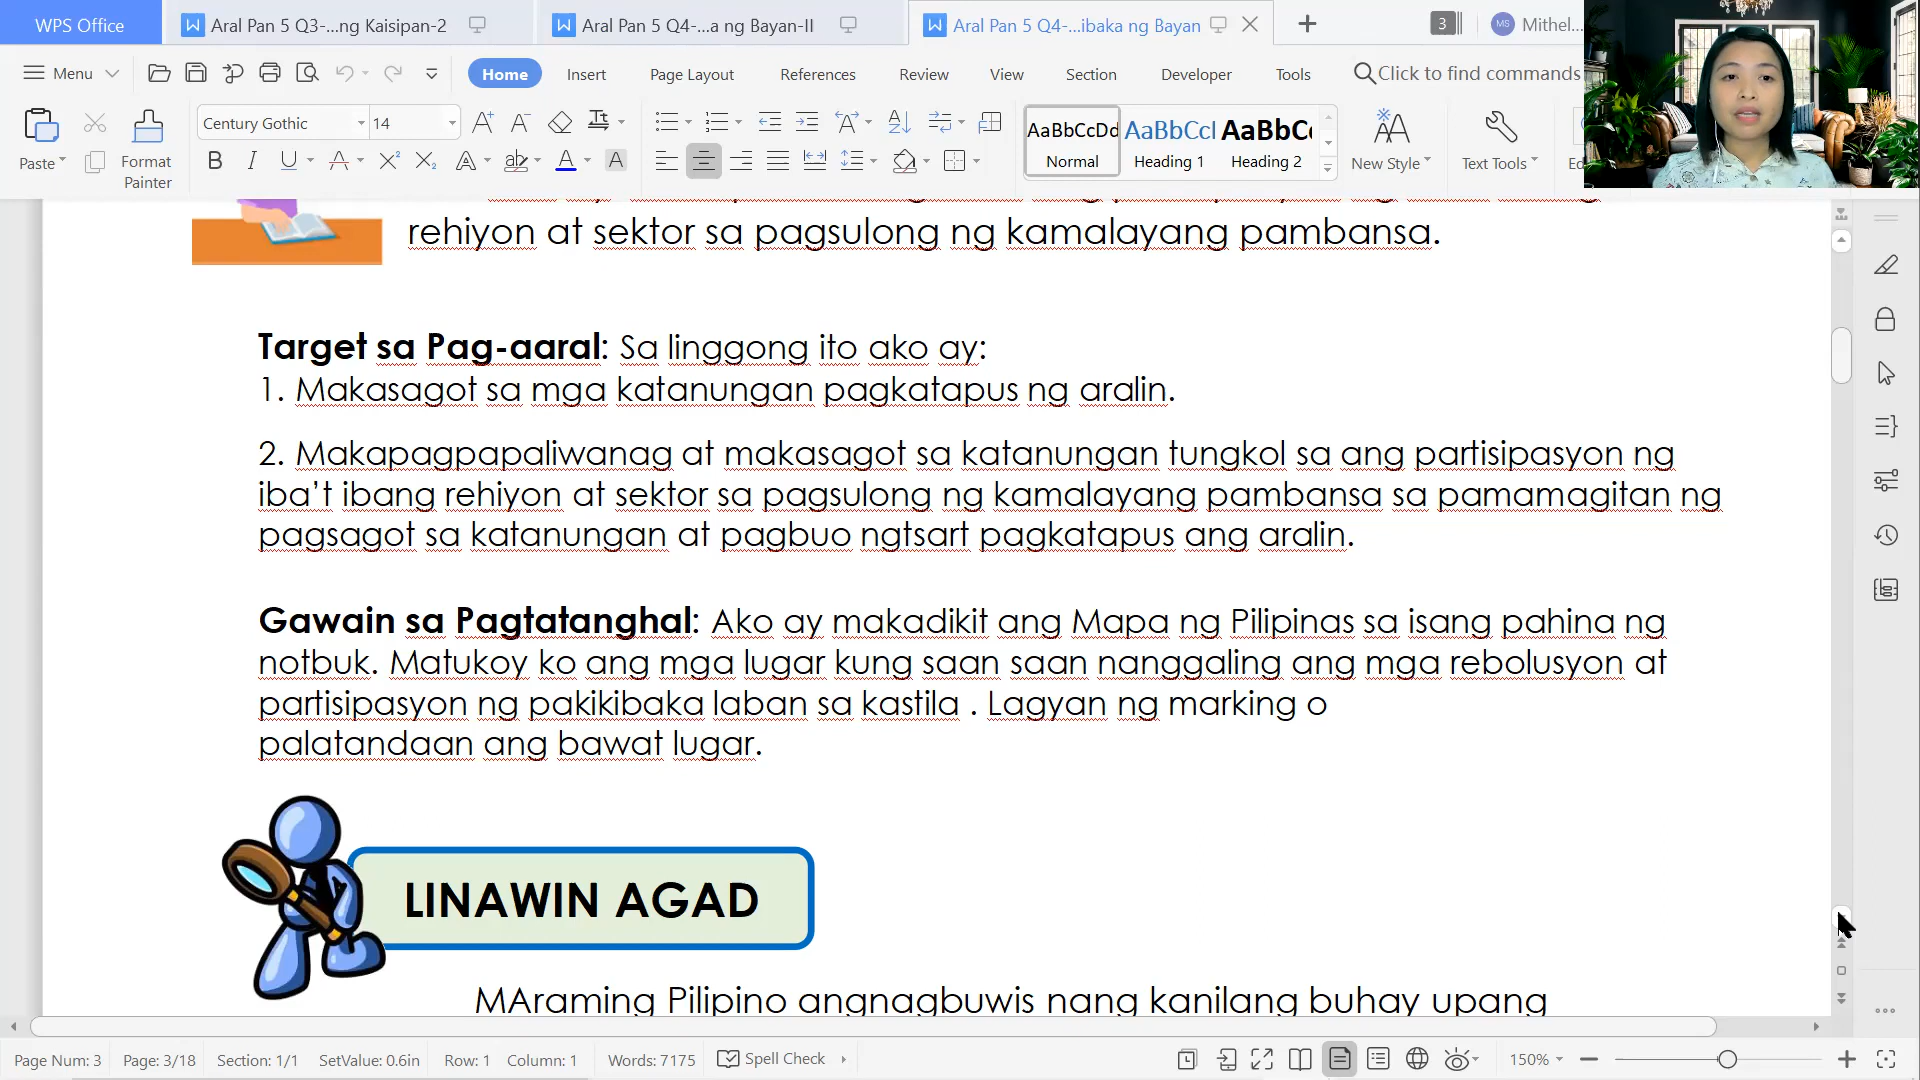 WPS Office
Aral Pan 5 Q3-...ng Kaisipan-2
Aral Pan 5 Q4-...a ng Bayan-II
Aral Pan 5 Q4-...ibaka ng Bayan
3
MS
Mithel...
Menu
Home
Insert
Page Layout
References
Review
View
Section
Developer
Tools
Click to find commands
Paste
Format
Painter
Century Gothic
14
AaBbCcDd
Normal
AaBbCcl
Heading 1
AaBbC
Heading 2
New Style
Text Tools
rehiyon at sektor sa pagsulong ng kamalayang pambansa.
Target sa Pag-aaral: Sa linggong ito ako ay:
1. Makasagot sa mga katanungan pagkatapus ng aralin.
2. Makapagpapaliwanag at makasagot sa katanungan tungkol sa ang partisipasyon ng
iba't ibang rehiyon at sektor sa pagsulong ng kamalayang pambansa sa pamamagitan ng
pagsagot sa katanungan at pagbuo ngtsart pagkatapus ang aralin.
Gawain sa Pagtatanghal: Ako ay makadikit ang Mapa ng Pilipinas sa isang pahina ng
notbuk. Matukoy ko ang mga lugar kung saan saan nanggaling ang mga rebolusyon at
partisipasyon ng pakikibaka laban sa kastila . Lagyan ng marking o
palatandaan ang bawat lugar.
LINAWIN AGAD
MAraming Pilipino angnagbuwis nang kanilang buhay upang
Page Num: 3
Page: 3/18
Section: 1/1
SetValue: 0.6in
Row: 1
Column: 1
Words: 7175
Spell Check
150%